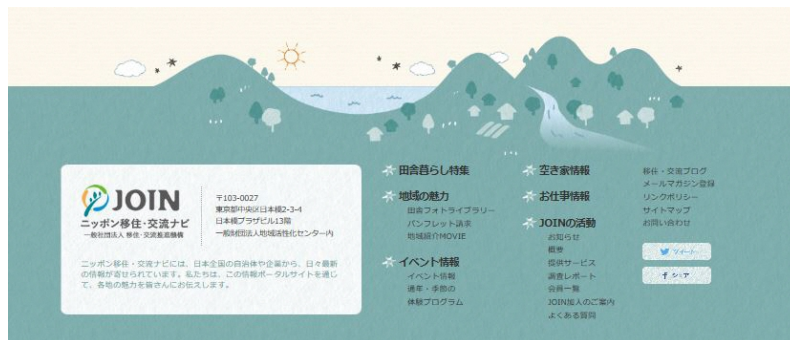 JOIN
ニッポン移住・交流ナビ
一般社団法人 移住・交流推進機構
〒103-0027
東京都中央区日本橋2-3-4
日本橋プラザビル13階
一般財団法人地域活性化センター内
ニッポン移住・交流ナビには、日本全国の自治体や企業から、日々最新
の情報が寄せられています。私たちは、この情報ポータルサイトを通じ
て、各地の魅力を皆さんにお伝えします。
田舎暮らし特集
地域の魅力
田舎フォトライブラリー
パンフレット請求
地域紹介MOVIE
イベント情報
イベント情報
通年・季節の
体験プログラム
空き家情報
お仕事情報
JOINの活動
お知らせ
概要
提供サービス
調査レポート
会員一覧
JOIN加入のご案内
よくある質問
移住・交流ブログ
メールマガジン登録
リンクポリシー
サイトマップ
お問い合わせ
ツイート
シェア